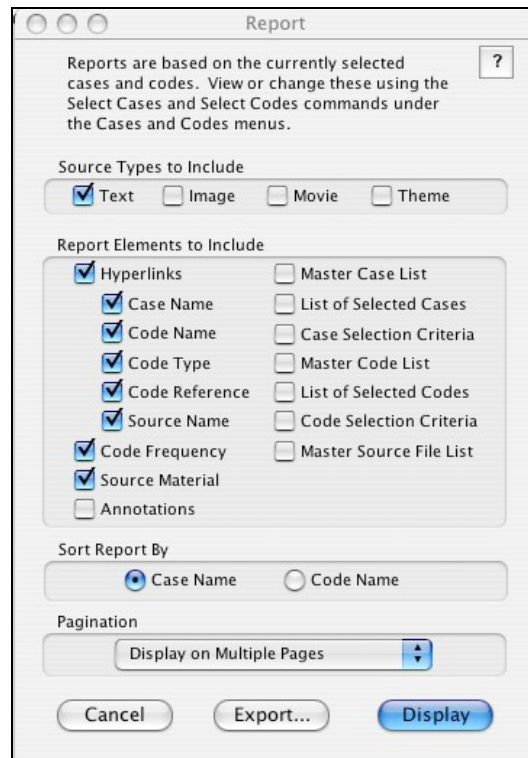 Report
Reports are based on the currently selected
cases and codes. View or change these using the
Select Cases and Select Codes commands under
the Cases and Codes menus.
?
Source Types to Include
Text Image Movie Theme
Report Elements to Include
Hyperlinks Master Case List
Case Name List of Selected Cases
Code Name Case Selection Criteria
Code Type Master Code List
Code Reference List of Selected Codes
Source Name Code Selection Criteria
Code Frequency Master Source File List
Source Material
Annotations
Sort Report By
Case Name Code Name
Pagination
Display on Multiple Pages
Cancel Export... Display